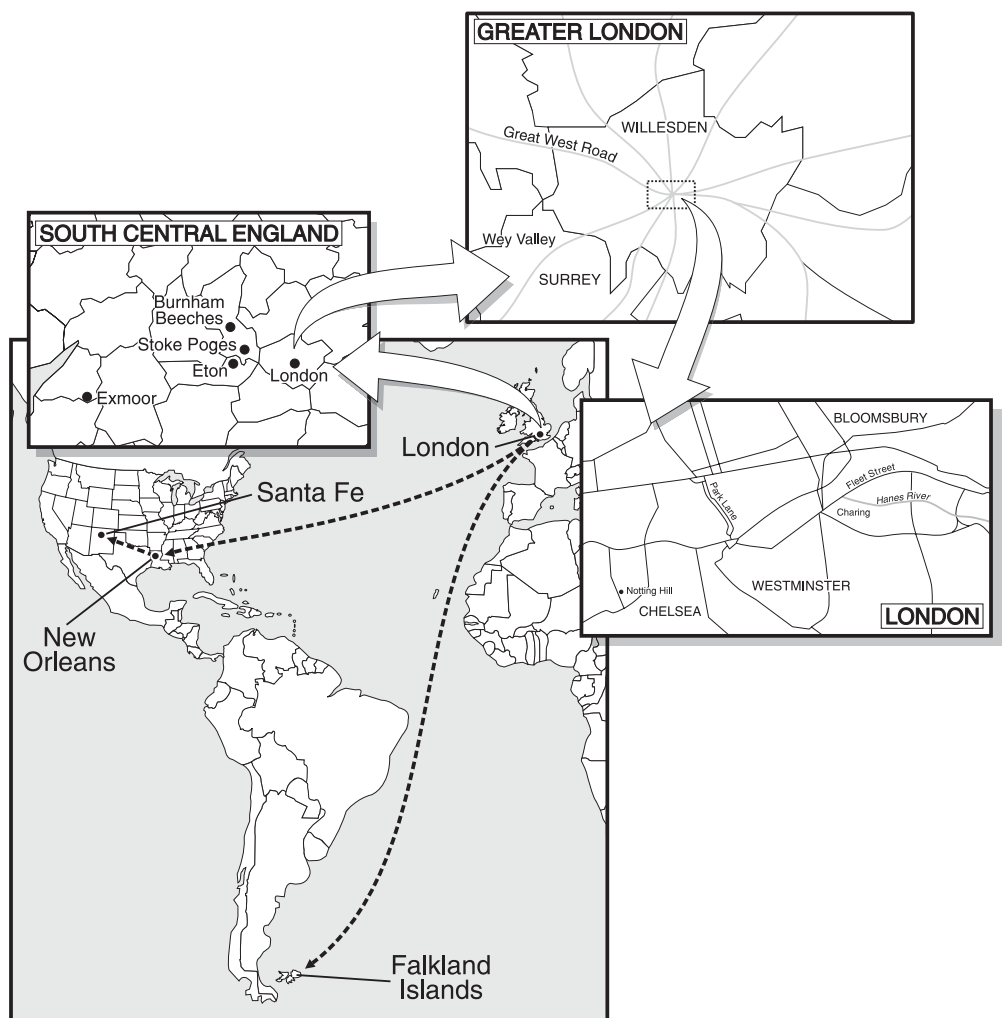 GREATER LONDON
WILLESDEN
Great West Road
Wey Valley
SURREY
SOUTH CENTRAL ENGLAND
Burnham
Beeches
Stoke Poges
Eton
London
Exmoor
London
Santa Fe
New
Orleans
Falkland
Islands
BLOOMSBURY
Fleet Street
Park Lane
Hanes River
Charing
Notting Hill
WESTMINSTER
CHELSEA
LONDON